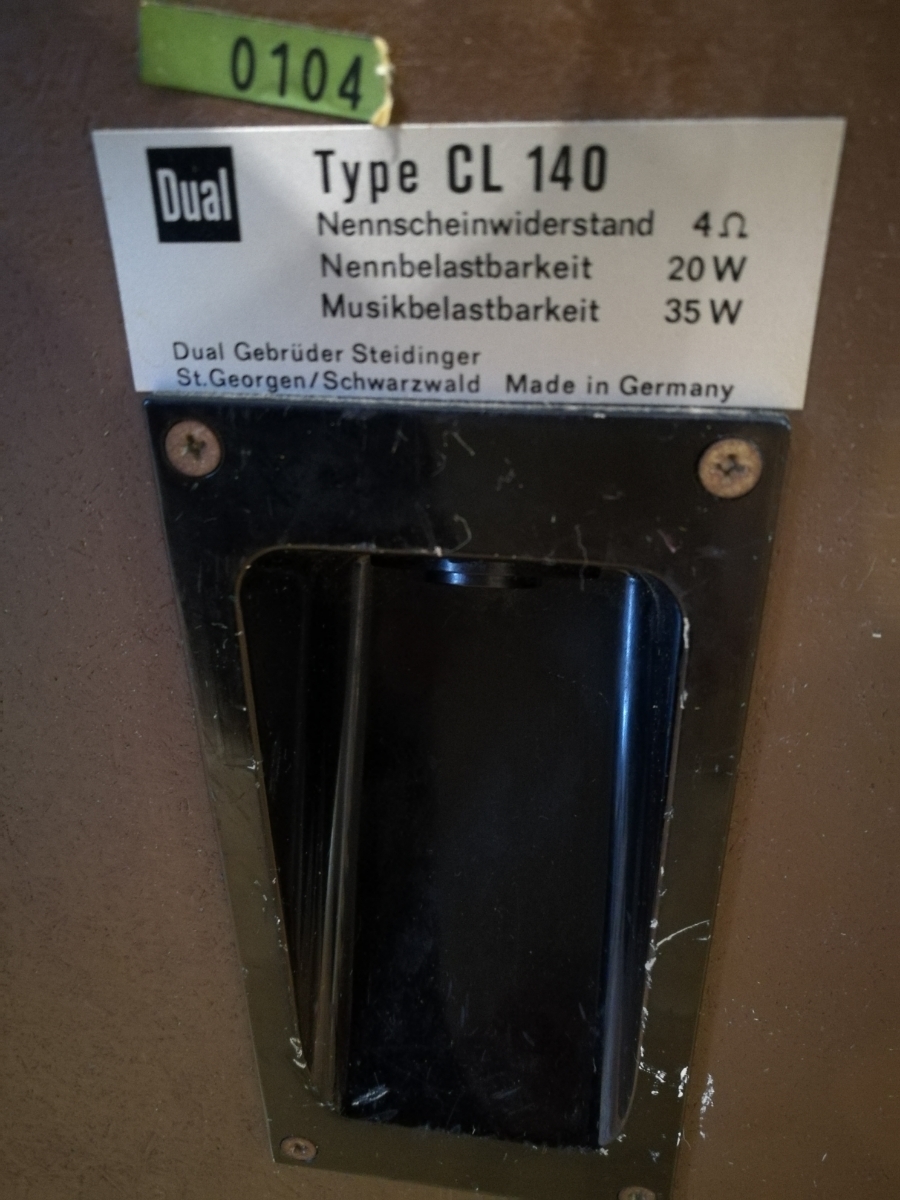 0104
Dual
Type CL 140
Nennscheinwiderstand 4Ω
Nennbelastbarkeit 20 W
Musikbelastbarkeit 35 W
Dual Gebrüder Steidinger
St.Georgen/Schwarzwald Made in Germany